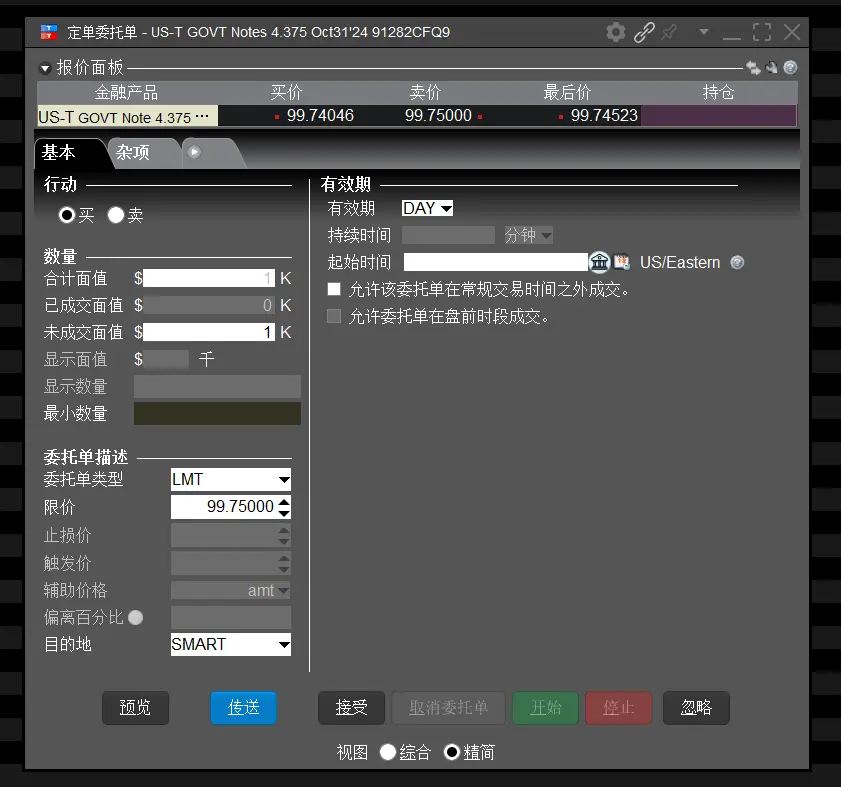 定单委托单 - US-T GOVT Notes 4.375 Oct31'24 91282CFQ9
报价面板
金融产品 买价 卖价 最后价 持仓
US-T GOVT Note 4.375 ··· 99.74046 99.75000 99.74523
基本 杂项
行动
买 卖
数量
合计面值 $ 1 K
已成交面值 $ 0 K
未成交面值 $ 1 K
显示面值 $ 千
显示数量
最小数量
委托单描述
委托单类型 LMT
限价 99.75000
止损价
触发价
辅助价格 amt
偏离百分比
目的地 SMART
有效期
有效期 DAY
持续时间 分钟
起始时间 US/Eastern
允许该委托单在常规交易时间之外成交。
允许委托单在盘前时段成交。
预览 传送 接受 取消委托单 开始 停止 忽略
视图 综合 精简